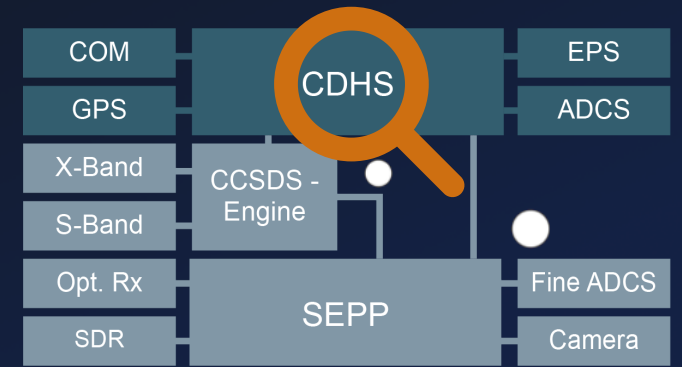 COM
CDHS
EPS
GPS
ADCS
X-Band
CCSDS -
Engine
S-Band
Opt. Rx
SEPP
Fine ADCS
SDR
Camera